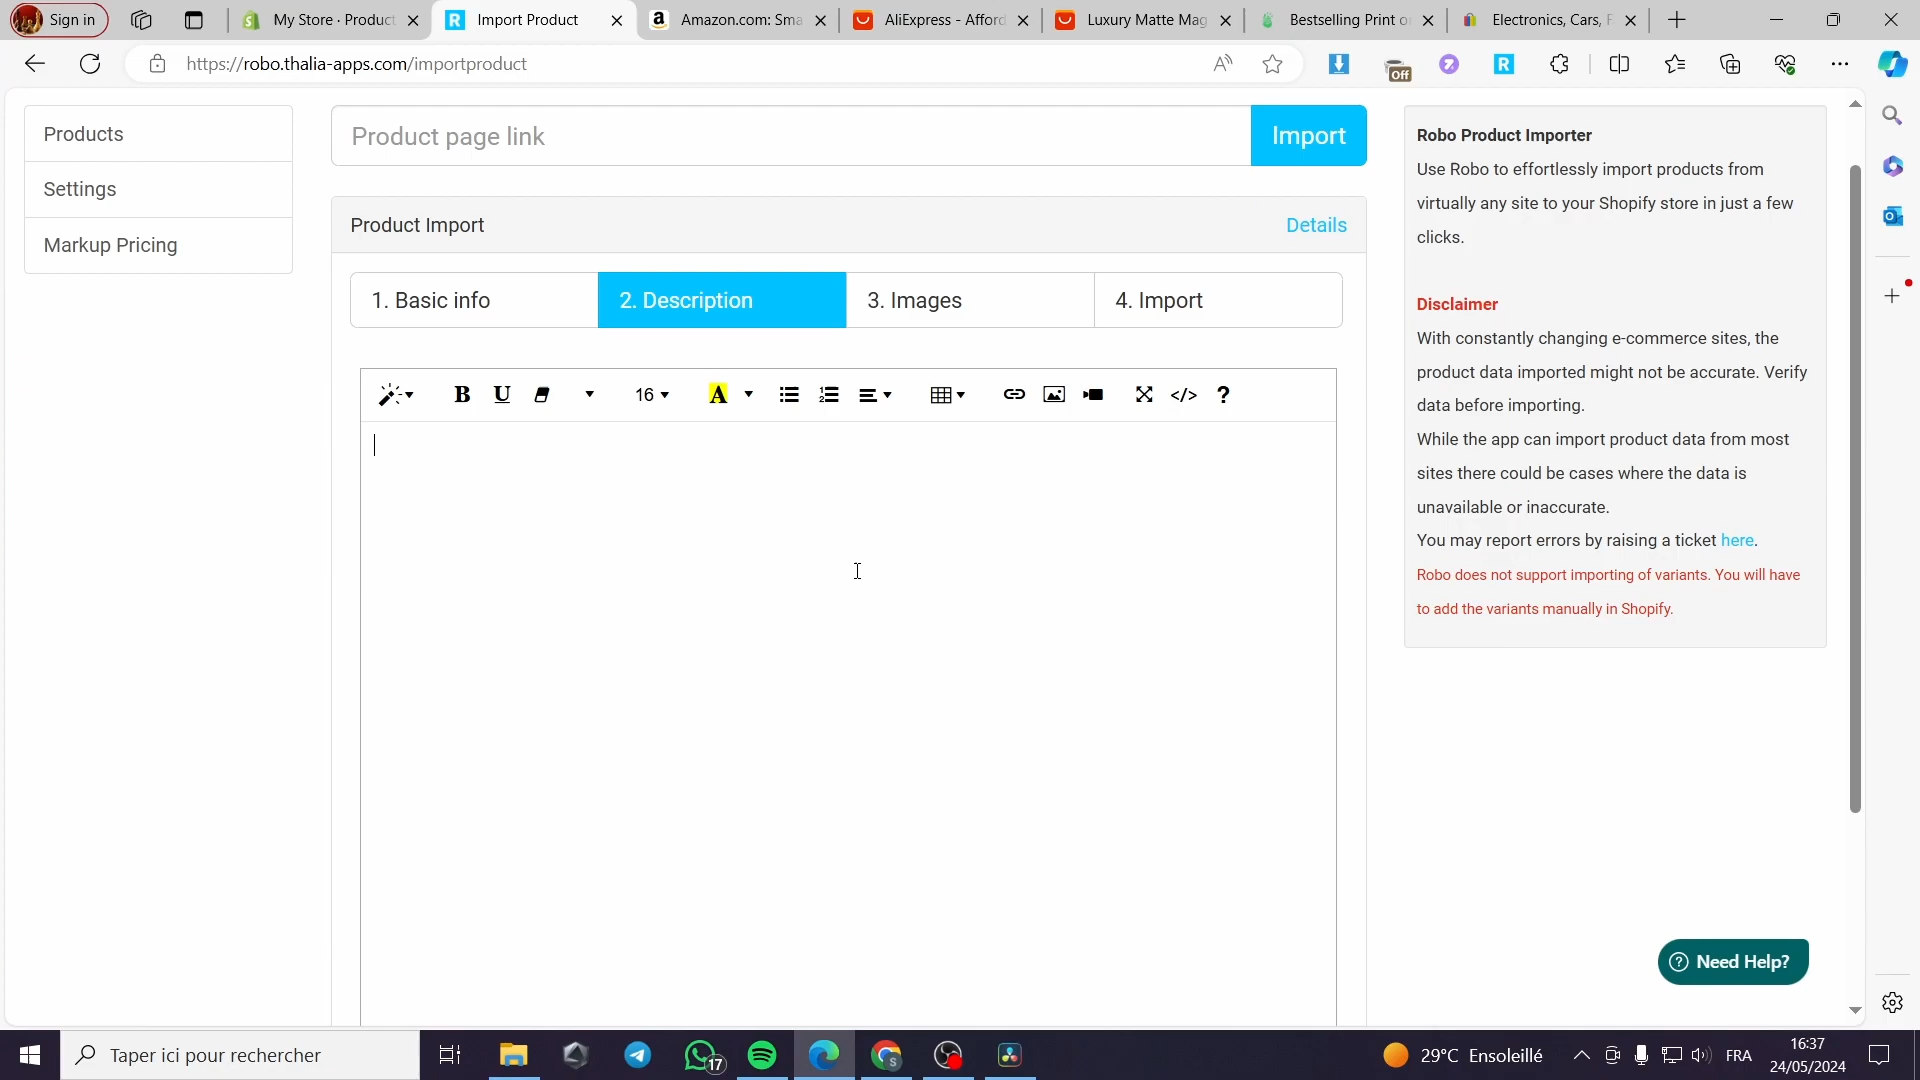 Sign in
My Store · Product
Import Product
Amazon.com: Sma
AliExpress - Afford
Luxury Matte Mag
Bestselling Print o
Electronics, Cars, F
https://robo.thalia-apps.com/importproduct
Off
Products
Settings
Markup Pricing
Product page link
Import
Product Import
Details
1. Basic info
2. Description
3. Images
4. Import
B U 16 A </> ?
Robo Product Importer
Use Robo to effortlessly import products from
virtually any site to your Shopify store in just a few
clicks.
Disclaimer
With constantly changing e-commerce sites, the
product data imported might not be accurate. Verify
data before importing.
While the app can import product data from most
sites there could be cases where the data is
unavailable or inaccurate.
You may report errors by raising a ticket here.
Robo does not support importing of variants. You will have
to add the variants manually in Shopify.
Need Help?
Taper ici pour rechercher
17
29°C Ensoleillé
FRA
16:37
24/05/2024